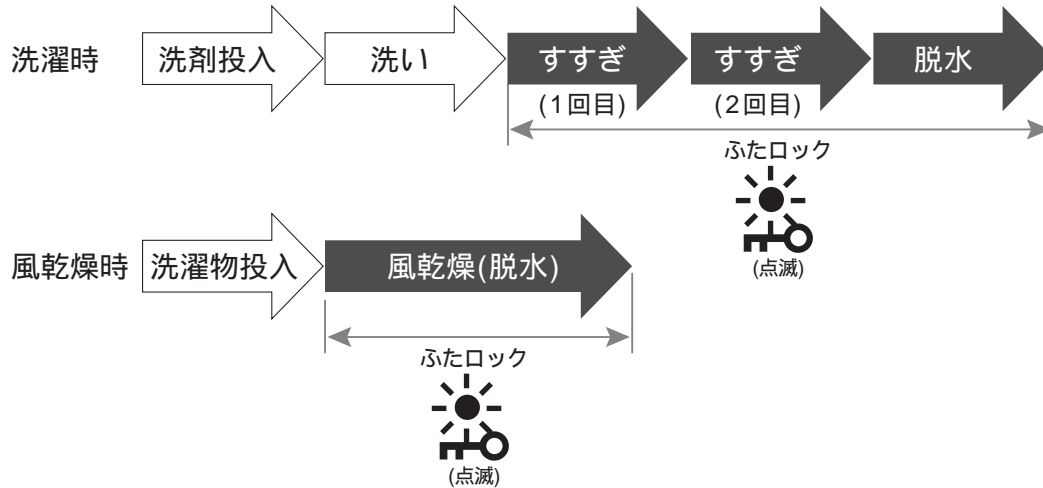 洗濯時 洗剤投入 洗い すすぎ すすぎ 脱水
(1回目) (2回目)
ふたロック
(点滅)
風乾燥時 洗濯物投入 風乾燥(脱水)
ふたロック
(点滅)